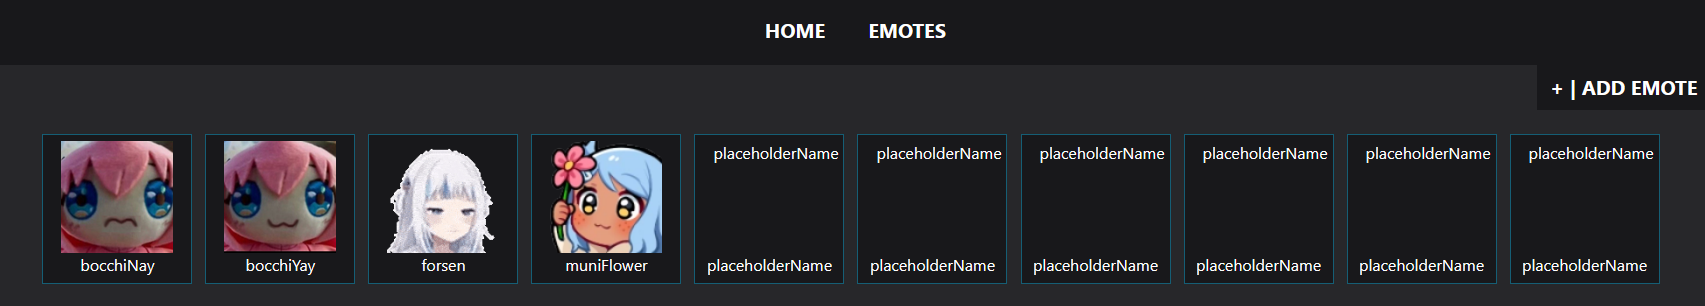 HOME EMOTES
+ | ADD EMOTE
placeholderName placeholderName placeholderName placeholderName placeholderName placeholderName
bocchiNay bocchiYay forsen muniFlower placeholderName placeholderName placeholderName placeholderName placeholderName placeholderName